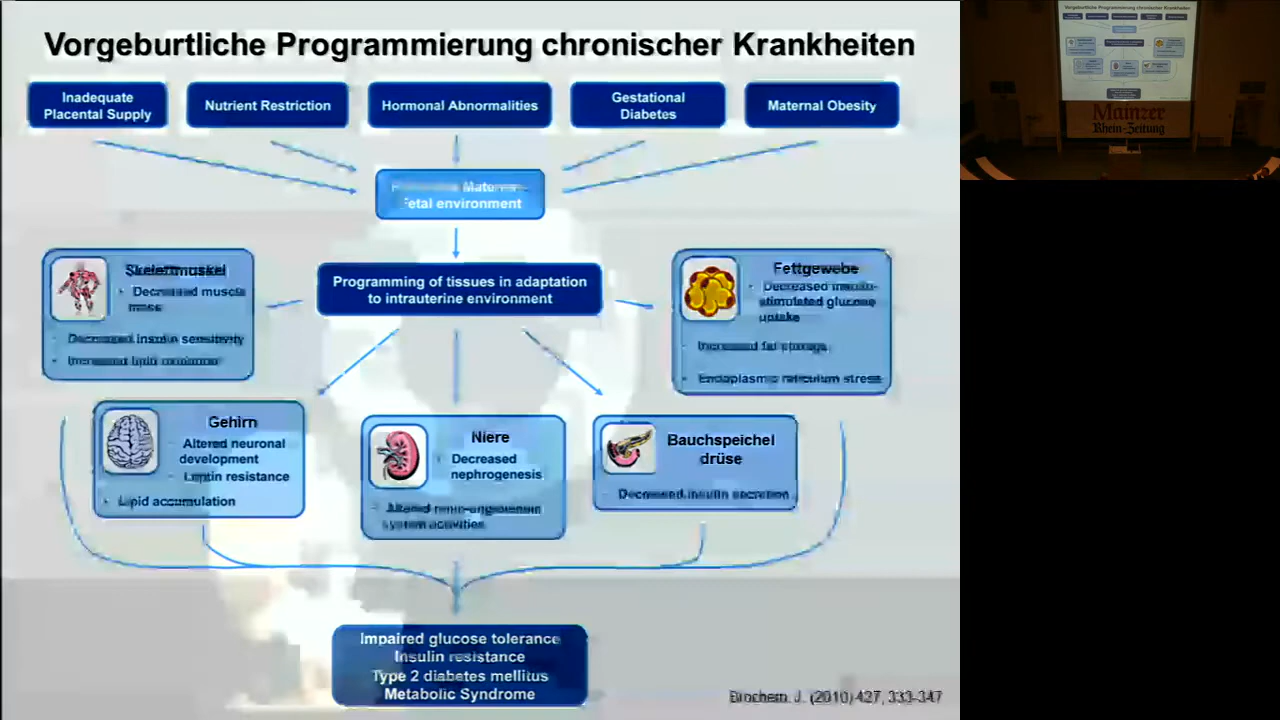 Vorgeburtliche Programmierung chronischer Krankheiten
Inadequate
Placental Supply
Nutrient Restriction
Hormonal Abnormalities
Gestational
Diabetes
Maternal Obesity
Fetal environment
Programming of tissues in adaptation
to intrauterine environment
Skelettmuskel
• Decreased muscle
mass
• Decreased insulin sensitivity
• Increased lipid
Fettgewebe
• Decreased insulin-
stimulated glucose
uptake
• Increased fat storage
• Endoplasmic reticulum stress
Gehirn
• Altered neuronal
development
• Leptin resistance
• Lipid accumulation
Niere
• Decreased
nephrogenesis
• Altered renin-angiotensin
system activities
Bauchspeichel
drüse
• Decreased insulin secretion
Impaired glucose tolerance
Insulin resistance
Type 2 diabetes mellitus
Metabolic Syndrome
Biochem. J. (2010) 427, 333-347
Vorgeburtliche Programmierung chronischer Krankheiten
Mainzer
Rhein-Zeitung